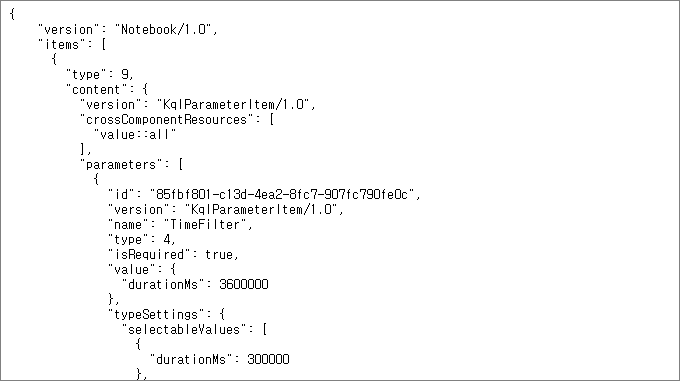 {
"version": "Notebook/1.0",
"items": [
{
"type": 9,
"content": {
"version": "KqlParameterItem/1.0",
"crossComponentResources": [
"value::all"
],
"parameters": [
{
"id": "85fbf801-c13d-4ea2-8fc7-907fc790fe0c",
"version": "KqlParameterItem/1.0",
"name": "TimeFilter",
"type": 4,
"isRequired": true,
"value": {
"durationMs": 3600000
},
"typeSettings": {
"selectableValues": [
{
"durationMs": 300000
},